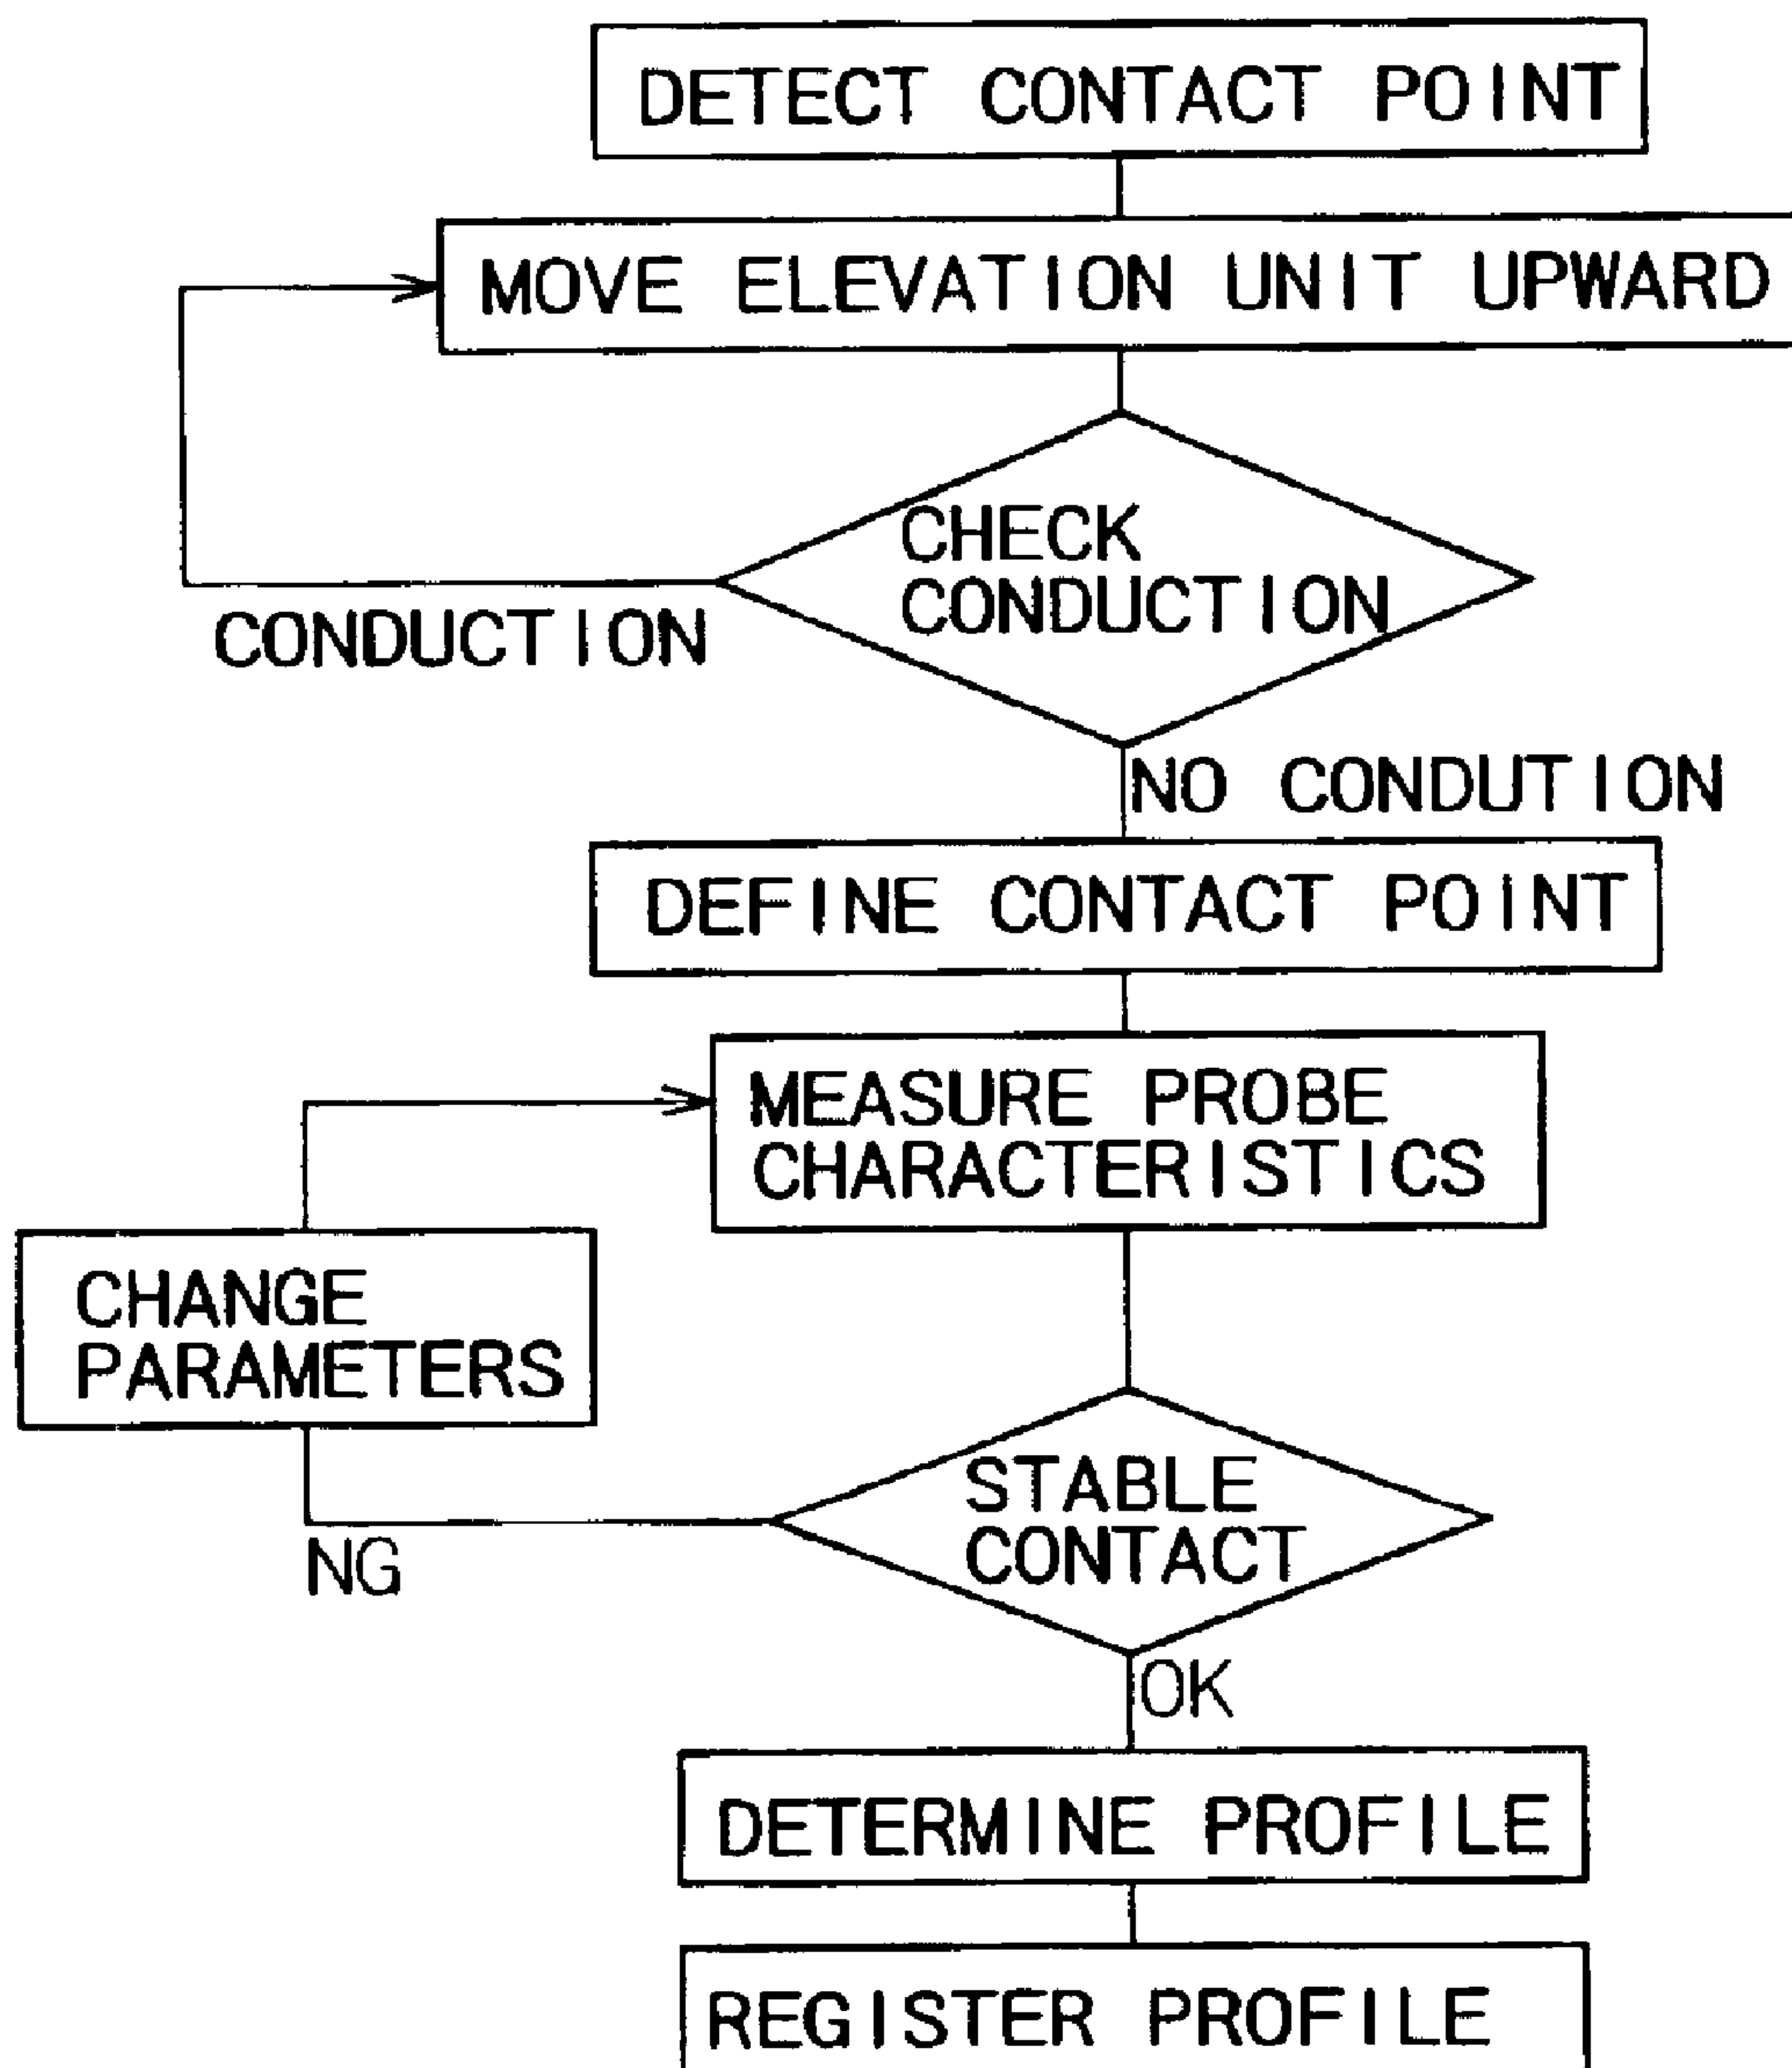 DETECT CONTACT POINT
MOVE ELEVATION UNIT UPWARD
CHECK
CONDUCTION
CONDUCTION
NO CONDUTION
DEFINE CONTACT POINT
MEASURE PROBE
CHARACTERISTICS
CHANGE
PARAMETERS
STABLE
CONTACT
NG
OK
DETERMINE PROFILE
REGISTER PROFILE